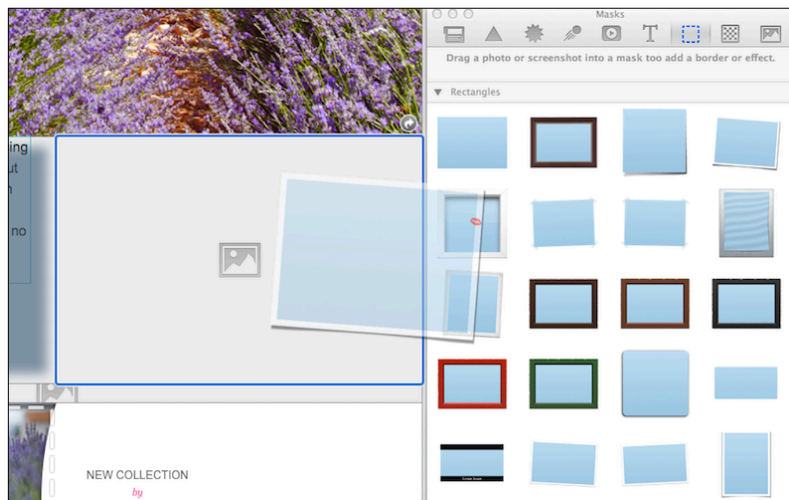 Masks
Drag a photo or screenshot into a mask too add a border or effect.
Rectangles
ing
ut
n
no
NEW COLLECTION
by